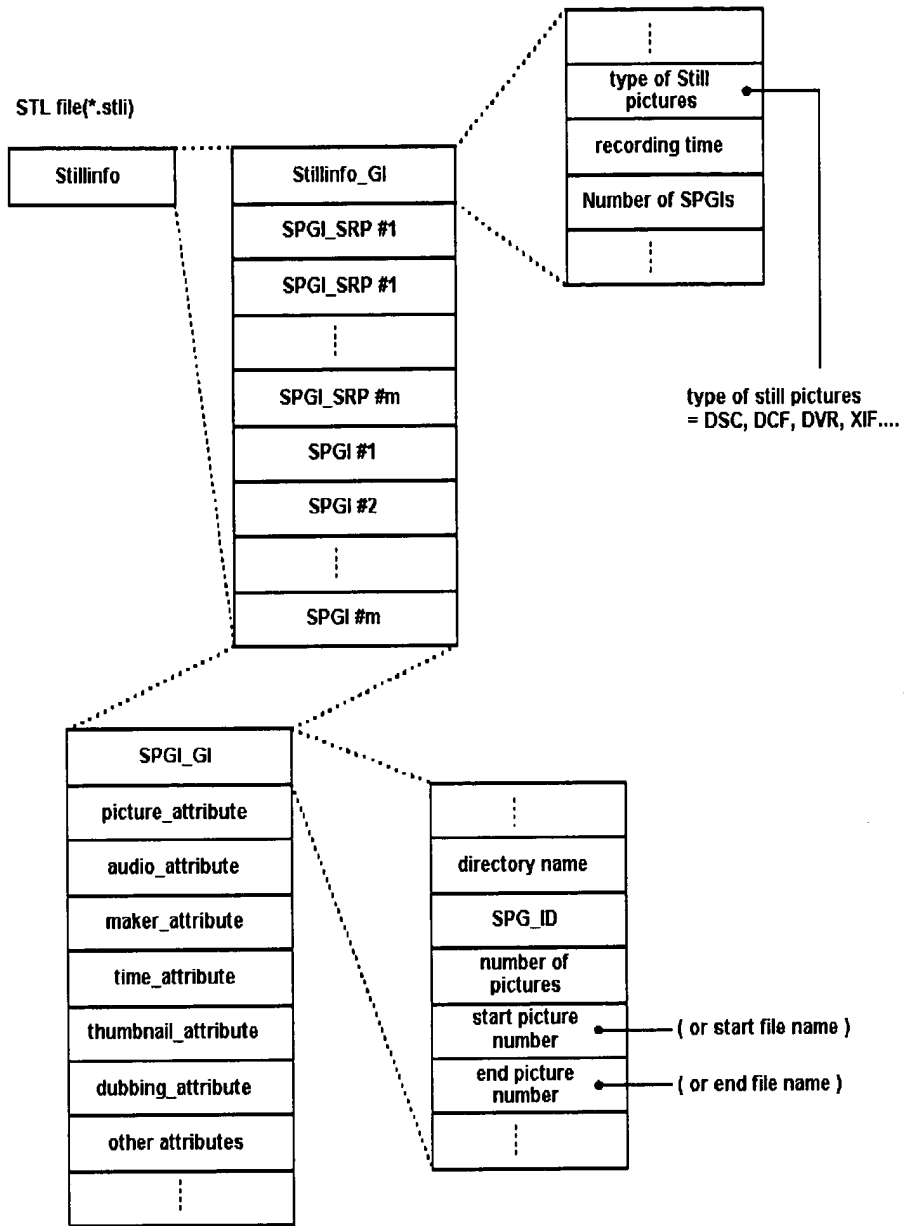 STL file(*.stli)
Stillinfo
Stillinfo_GI
SPGI_SRP #1
SPGI_SRP #1
SPGI_SRP #m
SPGI #1
SPGI #2
SPGI #m
type of Still
pictures
recording time
Number of SPGIs
type of still pictures
= DSC, DCF, DVR, XIF....
SPGI_GI
picture_attribute
audio_attribute
maker_attribute
time_attribute
thumbnail_attribute
dubbing_attribute
other attributes
directory name
SPG_ID
number of
pictures
start picture
number
( or start file name )
end picture
number
( or end file name )